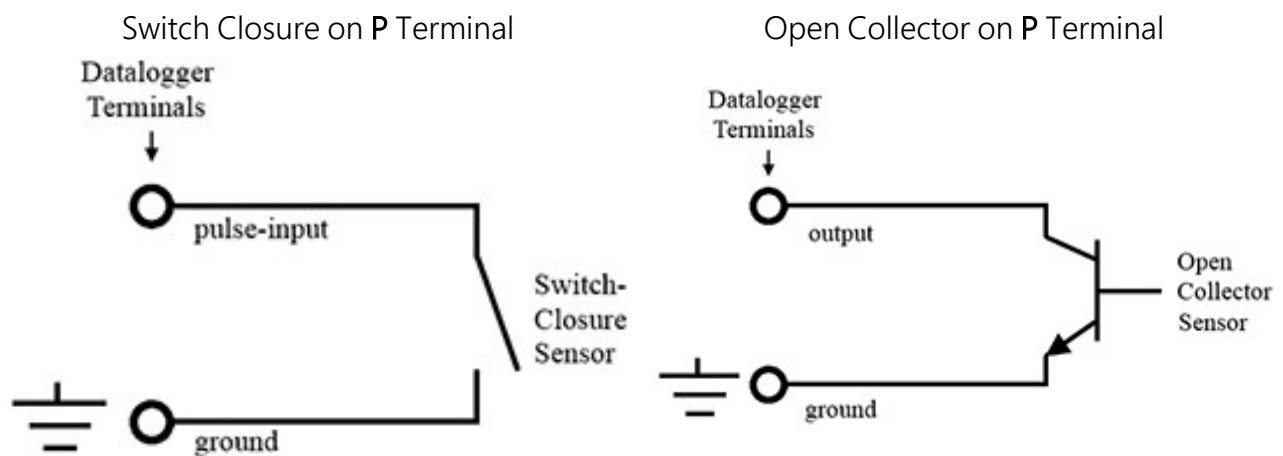 Switch Closure on P Terminal
Datalogger
Terminals
pulse-input
Switch-
Closure
Sensor
ground
Open Collector on P Terminal
Datalogger
Terminals
output
Open
Collector
Sensor
ground